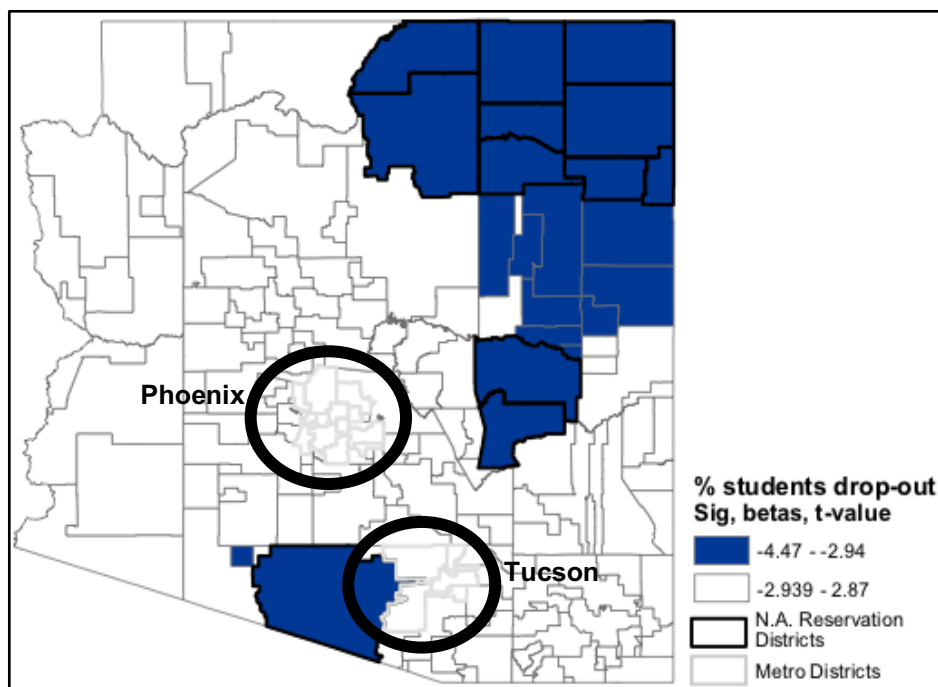 Phoenix
Tucson
% students drop-out
Sig, betas, t-value
-4.47 - -2.94
-2.939 - 2.87
N.A. Reservation
Districts
Metro Districts